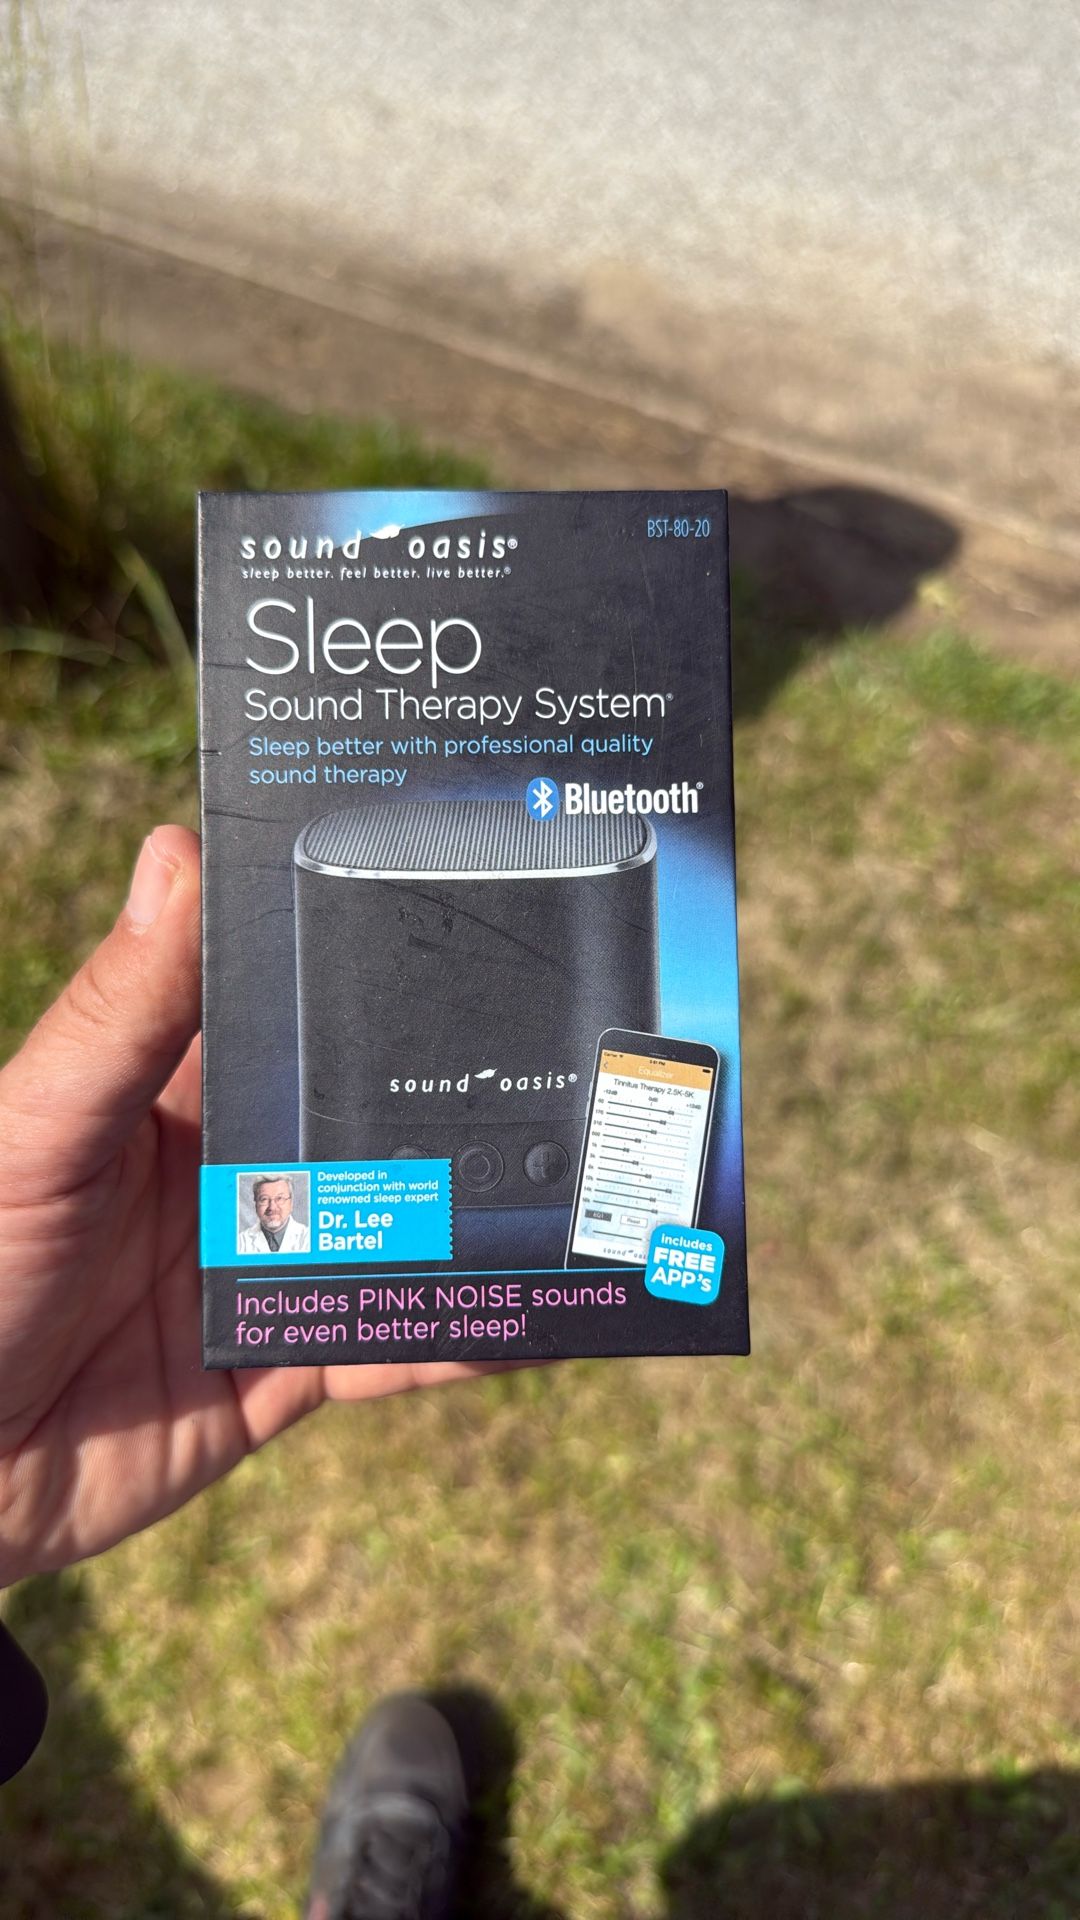 BST-80-20
sound oasis®
sleep better. feel better. live better.®
Sleep
Sound Therapy System®
Sleep better with professional quality
sound therapy
Bluetooth®
sound oasis®
Equalizer
Tinnitus Therapy 2.5K-5K
Developed in
conjunction with world
renowned sleep expert
Dr. Lee
Bartel
includes
FREE
APP's
Includes PINK NOISE sounds
for even better sleep!